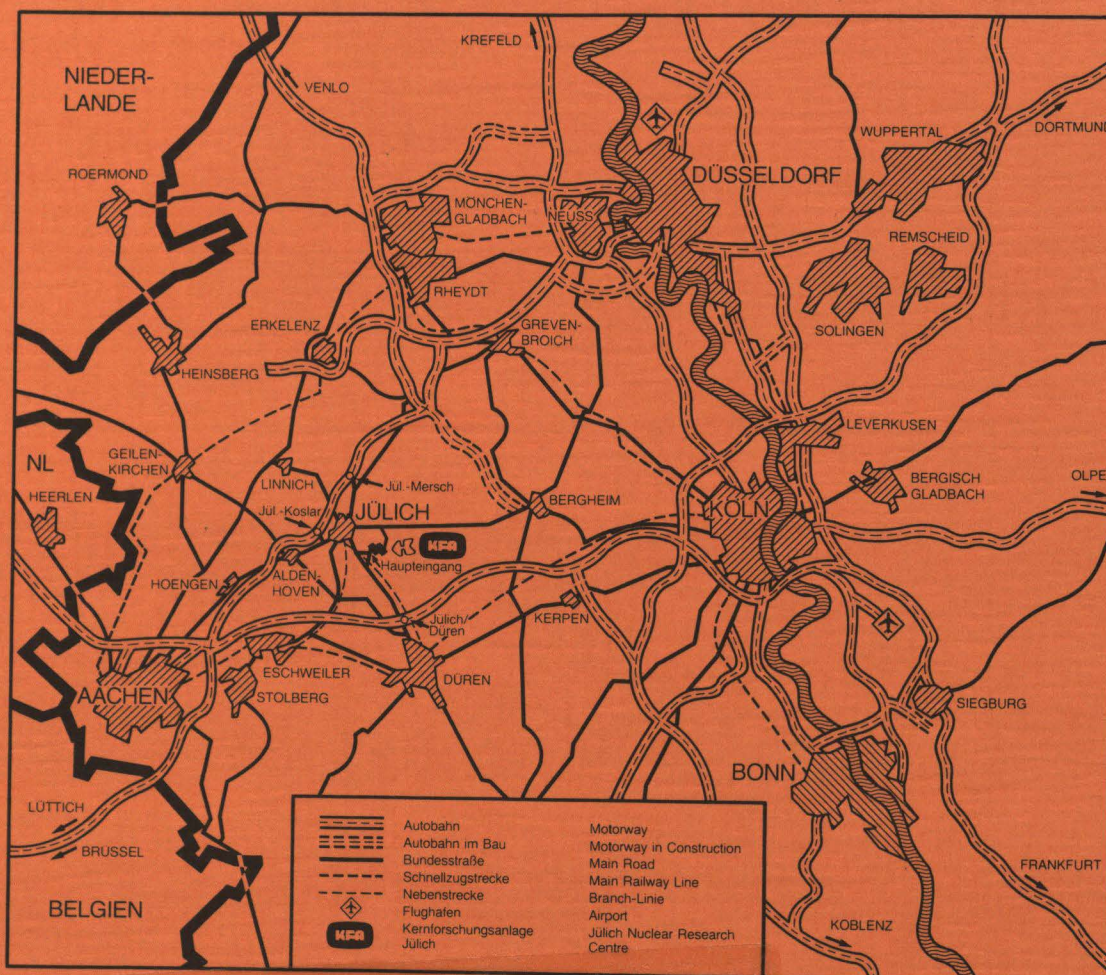 KREFELD
NIEDER-
LANDE
VENLO
DORTMUND
WUPPERTAL
ROERMOND
DÜSSELDORF
MÖNCHEN-
GLADBACH
NEUSS
REMSCHEID
RHEYDT
ERKELENZ
GREVEN-
BROICH
SOLINGEN
HEINSBERG
LEVERKUSEN
GEILEN-
KIRCHEN
NL
LINNICH
Jül.-Mersch
BERGISCH
GLADBACH
OLPE
HEERLEN
Jül.-Koslar
JÜLICH
BERGHEIM
KÖLN
KFA
Haupteingang
HOENGEN
ALDEN-
HOVEN
Jülich/
Düren
KERPEN
ESCHWEILER
DÜREN
AACHEN
STOLBERG
SIEGBURG
BONN
LÜTTICH
BRÜSSEL
BELGIEN
FRANKFURT
KOBLENZ
Autobahn Motorway
Autobahn im Bau Motorway in Construction
Bundesstraße Main Road
Schnellzugstrecke Main Railway Line
Nebenstrecke Branch-Linie
Flughafen Airport
KFA Kernforschungsanlage Jülich Nuclear Research
Jülich Centre